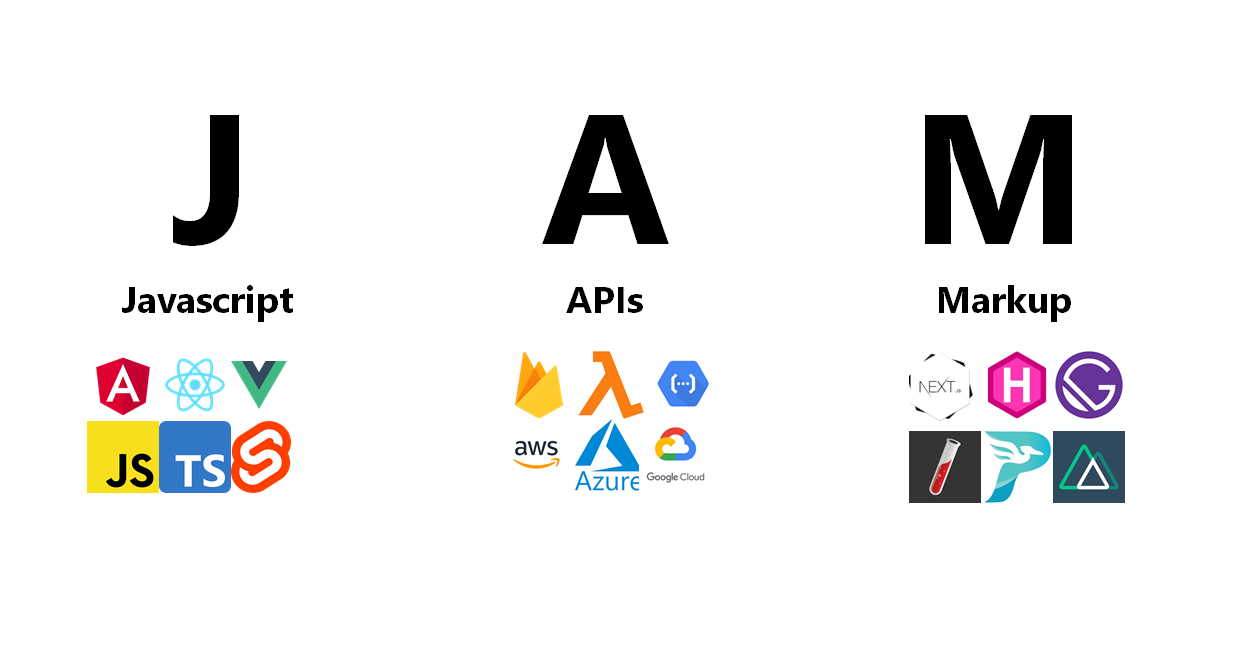 J A M
Javascript APIs Markup
A
NEXT.JS H G
JS TS aws Azure Google Cloud